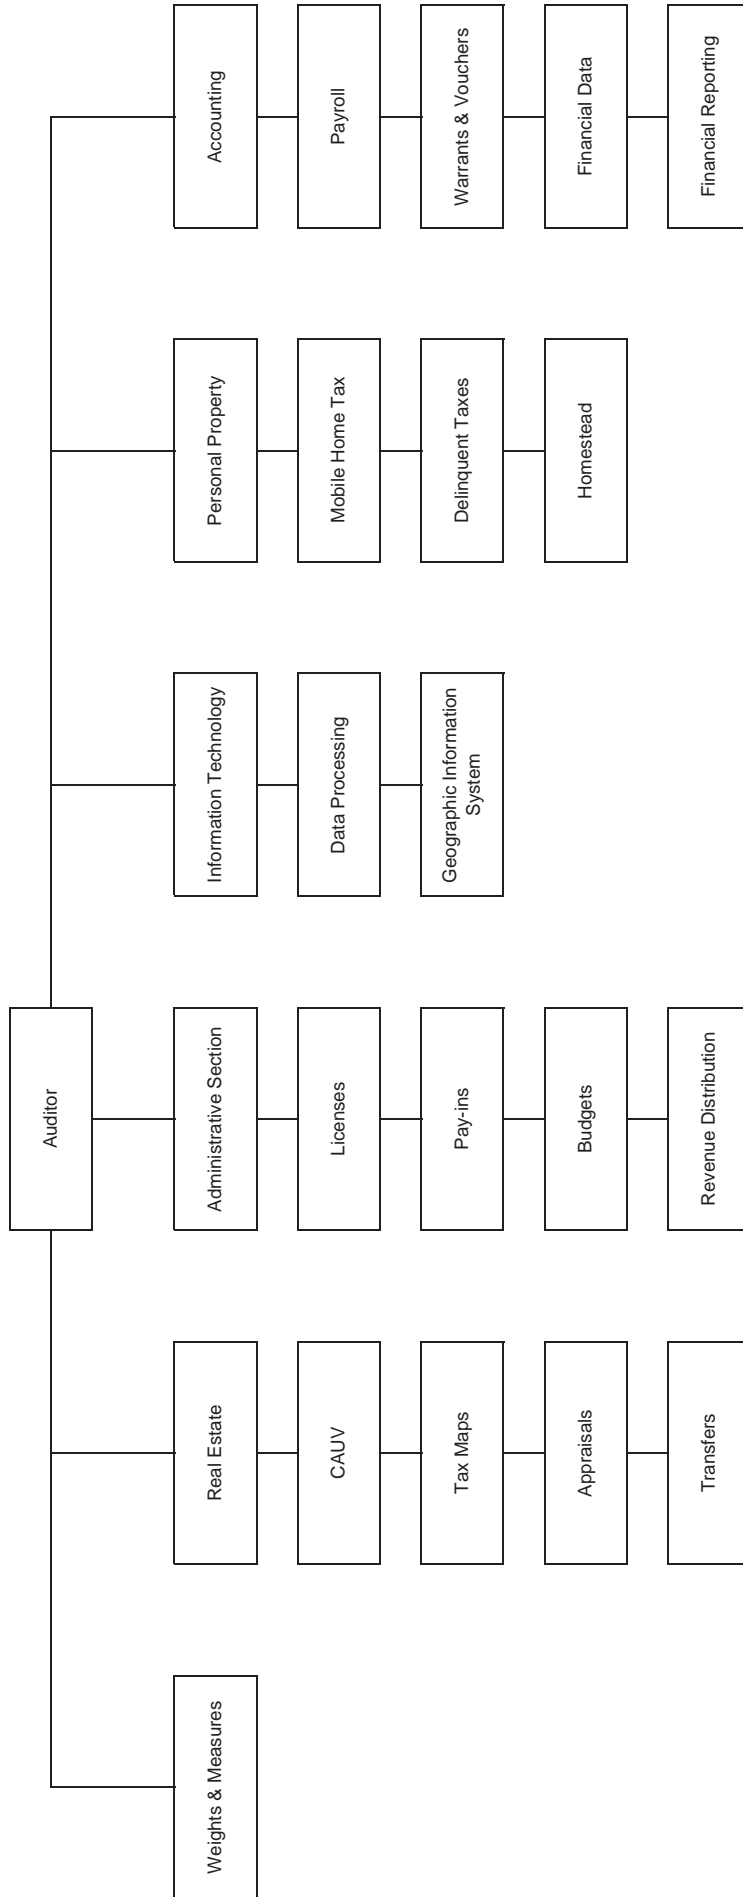 Auditor
Weights & Measures
Real Estate
CAUV
Tax Maps
Appraisals
Transfers
Administrative Section
Licenses
Pay-ins
Budgets
Revenue Distribution
Information Technology
Data Processing
Geographic Information
System
Personal Property
Mobile Home Tax
Delinquent Taxes
Homestead
Accounting
Payroll
Warrants & Vouchers
Financial Data
Financial Reporting